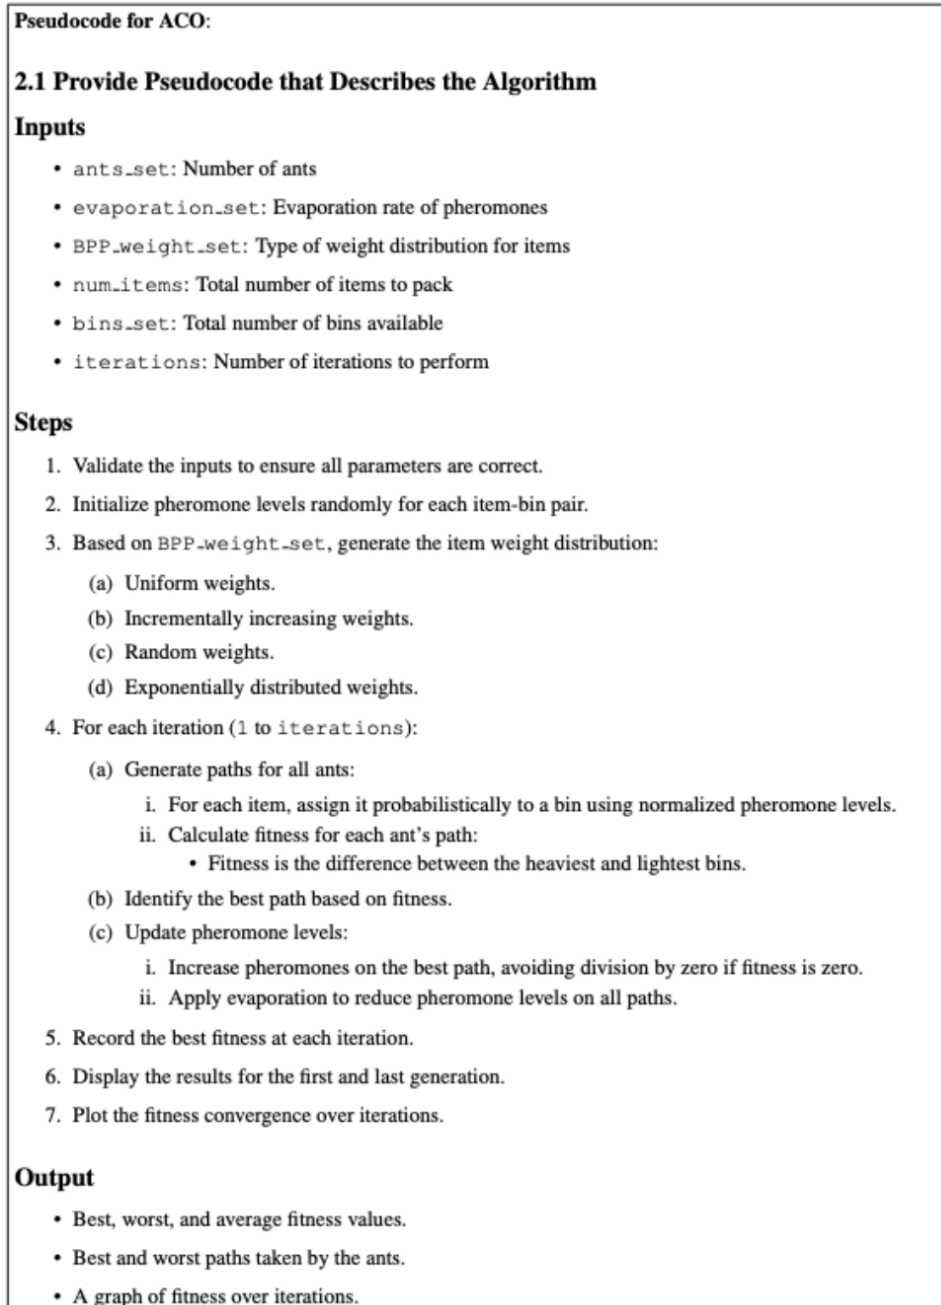 Pseudocode for ACO:
2.1 Provide Pseudocode that Describes the Algorithm
Inputs
• ants_set: Number of ants
• evaporation_set: Evaporation rate of pheromones
• BPP_weight_set: Type of weight distribution for items
• num_items: Total number of items to pack
• bins_set: Total number of bins available
• iterations: Number of iterations to perform
Steps
1. Validate the inputs to ensure all parameters are correct.
2. Initialize pheromone levels randomly for each item-bin pair.
3. Based on BPP_weight_set, generate the item weight distribution:
(a) Uniform weights.
(b) Incrementally increasing weights.
(c) Random weights.
(d) Exponentially distributed weights.
4. For each iteration (1 to iterations):
(a) Generate paths for all ants:
i. For each item, assign it probabilistically to a bin using normalized pheromone levels.
ii. Calculate fitness for each ant's path:
• Fitness is the difference between the heaviest and lightest bins.
(b) Identify the best path based on fitness.
(c) Update pheromone levels:
i. Increase pheromones on the best path, avoiding division by zero if fitness is zero.
ii. Apply evaporation to reduce pheromone levels on all paths.
5. Record the best fitness at each iteration.
6. Display the results for the first and last generation.
7. Plot the fitness convergence over iterations.
Output
• Best, worst, and average fitness values.
• Best and worst paths taken by the ants.
• A graph of fitness over iterations.